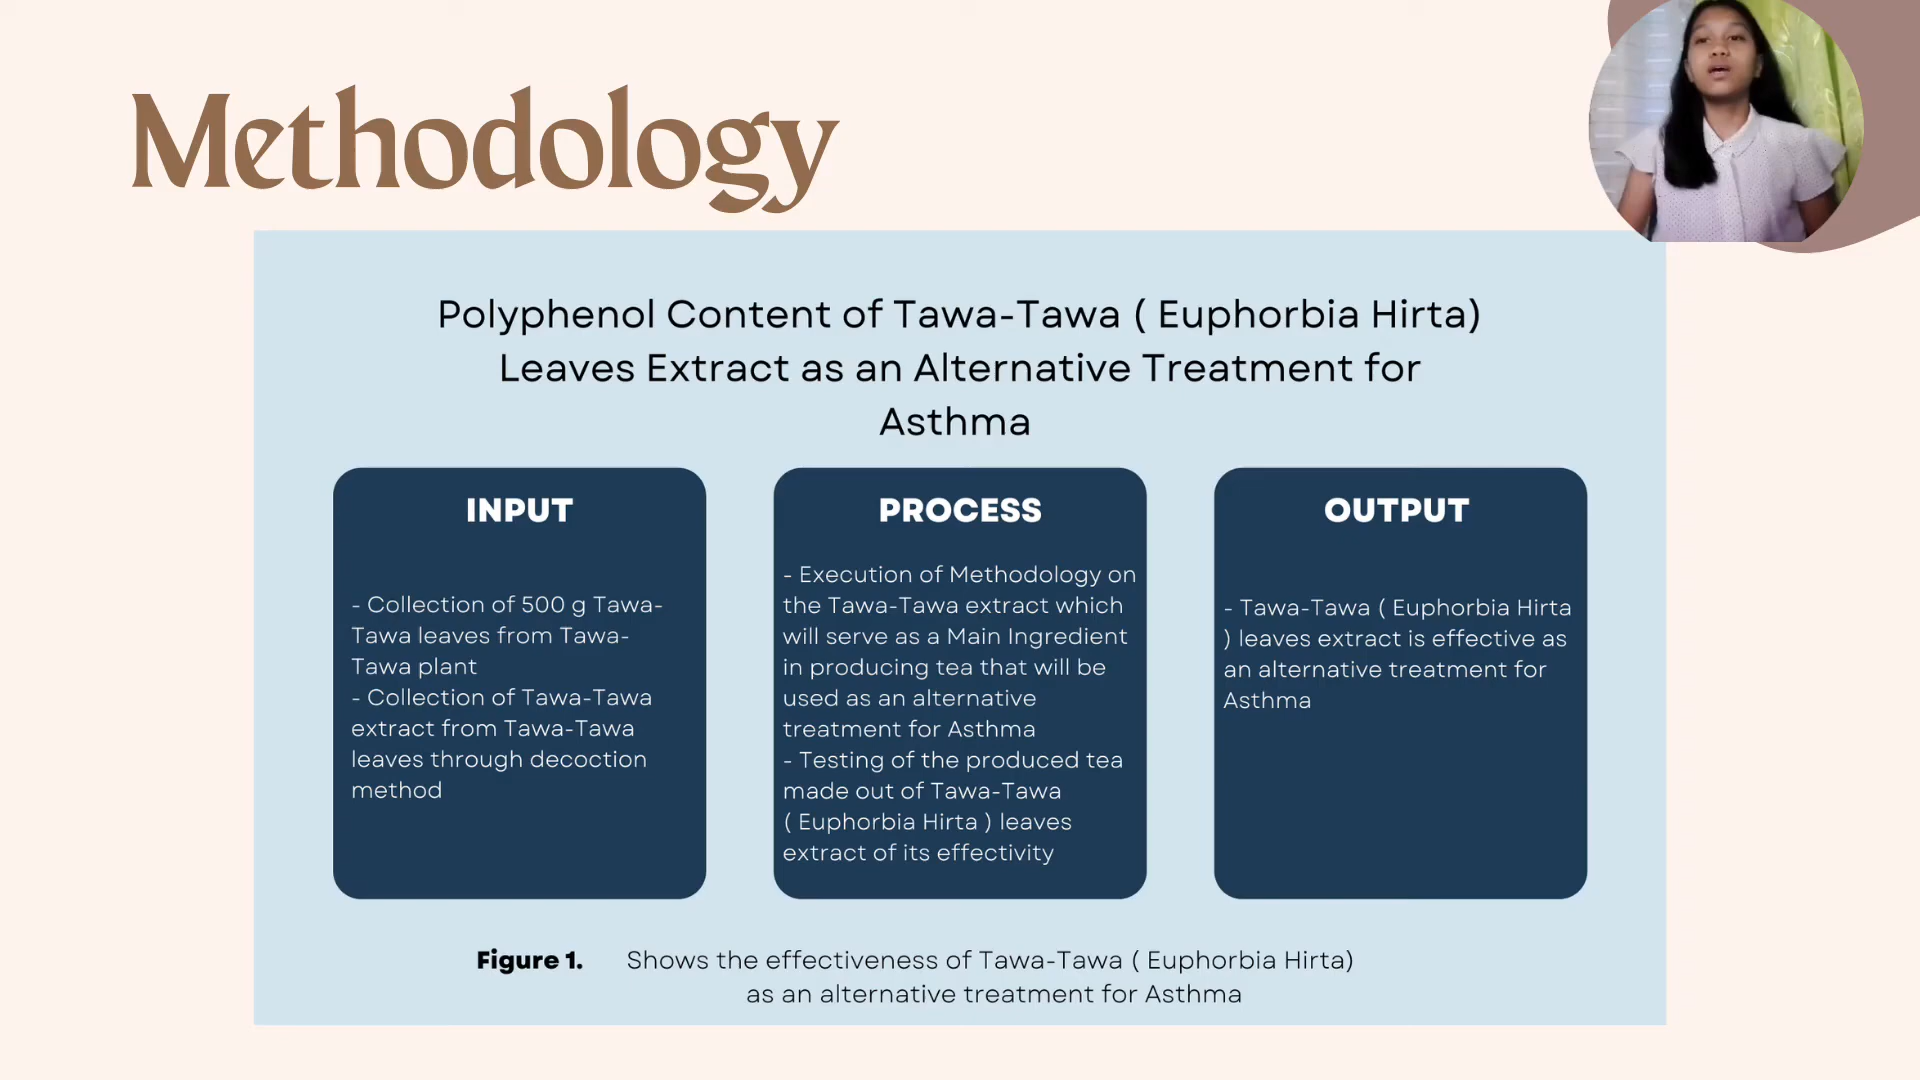 Methodology
Polyphenol Content of Tawa-Tawa ( Euphorbia Hirta)
Leaves Extract as an Alternative Treatment for
Asthma
INPUT
- Collection of 500 g Tawa-
Tawa leaves from Tawa-
Tawa plant
- Collection of Tawa-Tawa
extract from Tawa-Tawa
leaves through decoction
method
PROCESS
- Execution of Methodology on
the Tawa-Tawa extract which
will serve as a Main Ingredient
in producing tea that will be
used as an alternative
treatment for Asthma
- Testing of the produced tea
made out of Tawa-Tawa
( Euphorbia Hirta ) leaves
extract of its effectivity
OUTPUT
- Tawa-Tawa ( Euphorbia Hirta
) leaves extract is effective as
an alternative treatment for
Asthma
Figure 1. Shows the effectiveness of Tawa-Tawa ( Euphorbia Hirta)
as an alternative treatment for Asthma